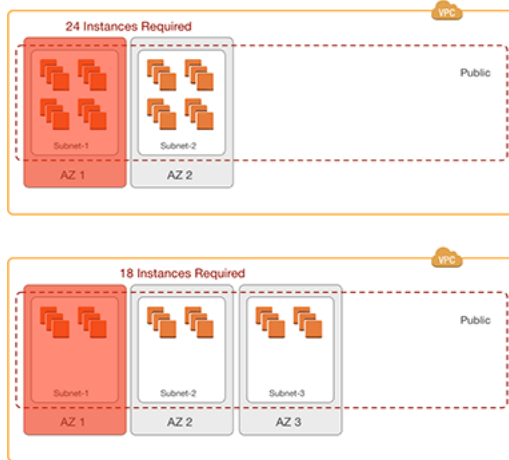 VPC
24 Instances Required
Public
Subnet-1
Subnet-2
AZ 1
AZ 2
VPC
18 Instances Required
Public
Subnet-1
Subnet-2
Subnet-3
AZ 1
AZ 2
AZ 3